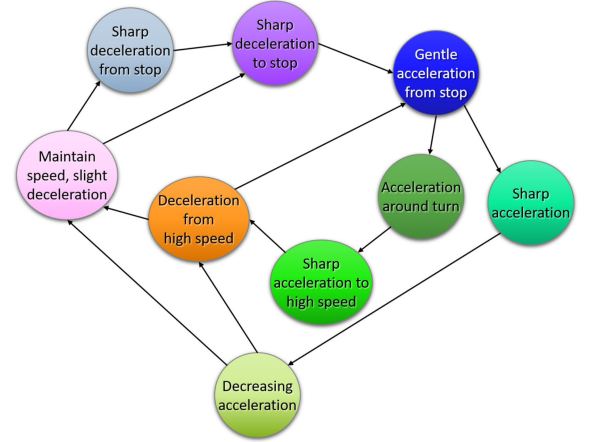 Sharp
deceleration
from stop
Sharp
deceleration
to stop
Gentle
acceleration
from stop
Maintain
speed, slight
deceleration
Deceleration
from
high speed
Acceleration
around turn
Sharp
acceleration
Sharp
acceleration to
high speed
Decreasing
acceleration